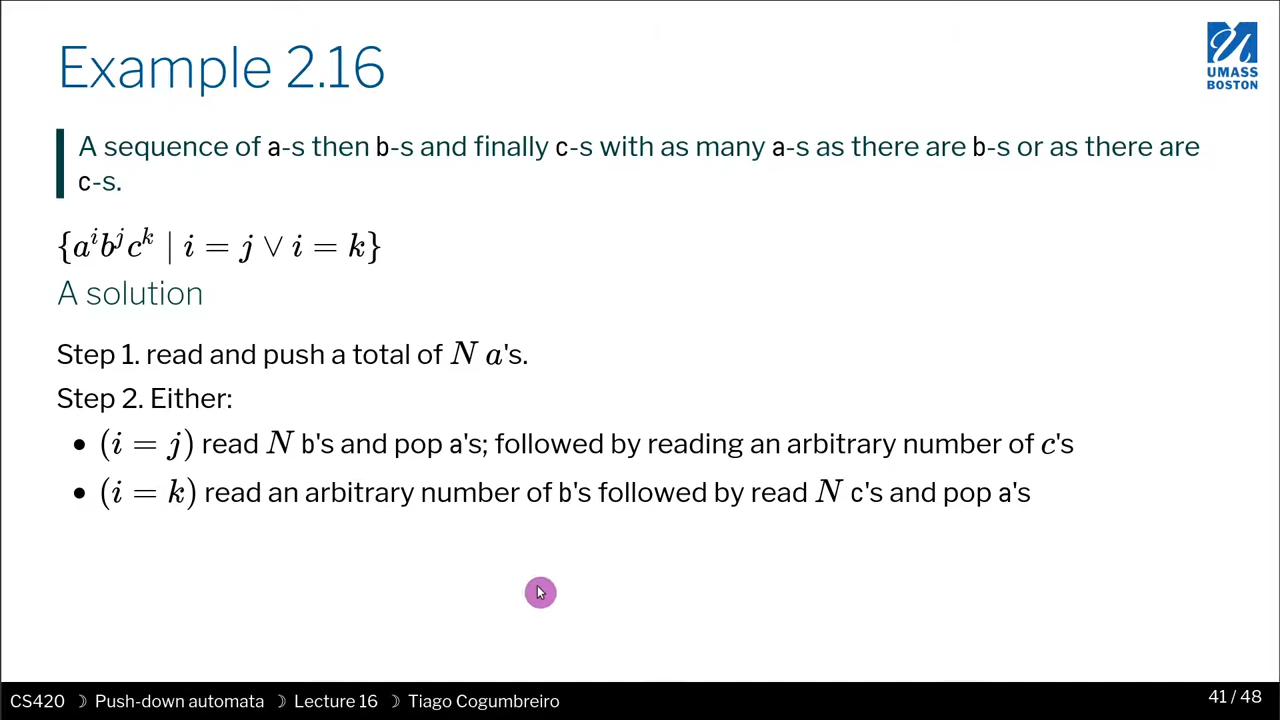 Example 2.16
UMASS
BOSTON
A sequence of a-s then b-s and finally c-s with as many a-s as there are b-s or as there are
c-s.
{aⁱbʲcᵏ | i = j ∨ i = k}
A solution
Step 1. read and push a total of N a's.
Step 2. Either:
• (i = j) read N b's and pop a's; followed by reading an arbitrary number of c's
• (i = k) read an arbitrary number of b's followed by read N c's and pop a's
CS420 ☽ Push-down automata ☽ Lecture 16 ☽ Tiago Cogumbreiro
41 / 48